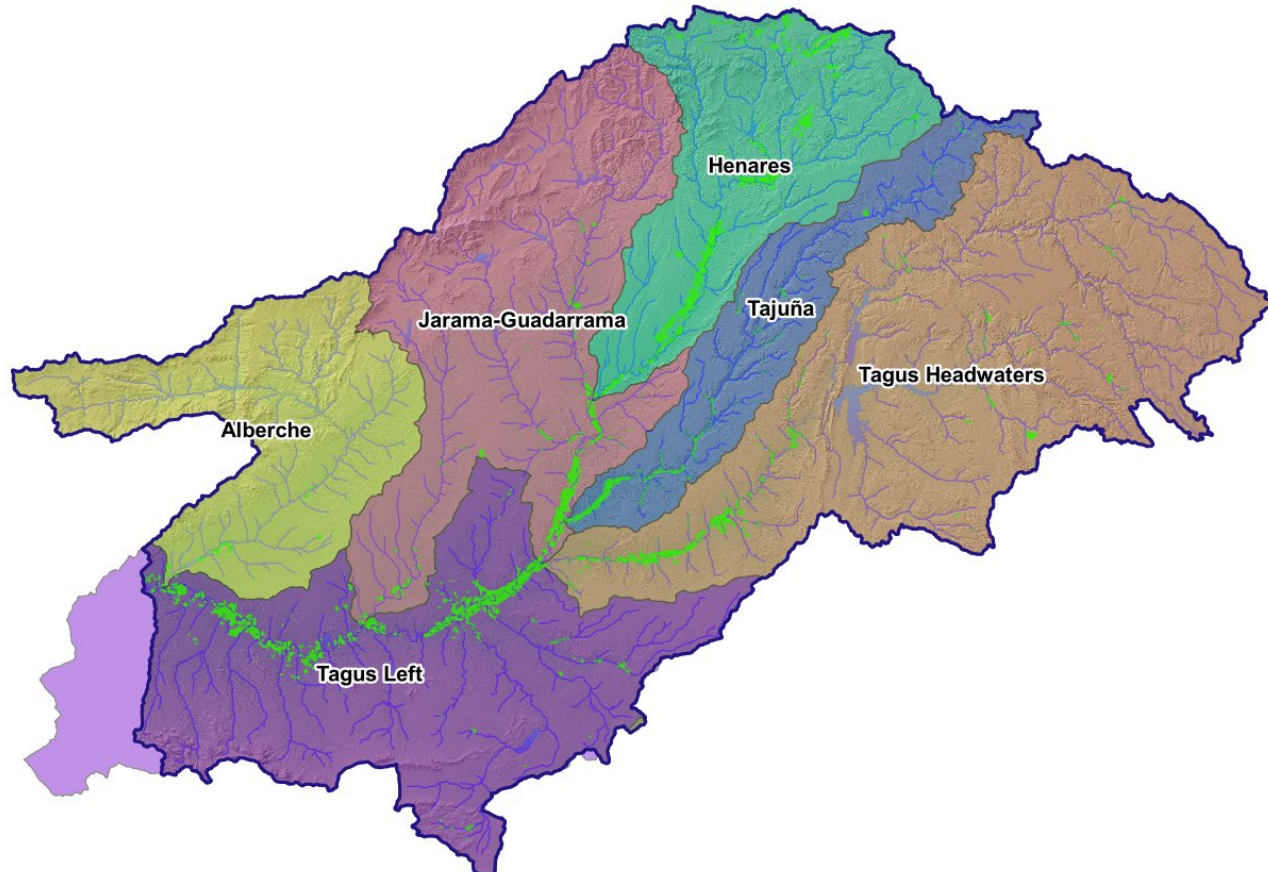 Henares
Tajuña
Jarama-Guadarrama
Tagus Headwaters
Alberche
Tagus Left